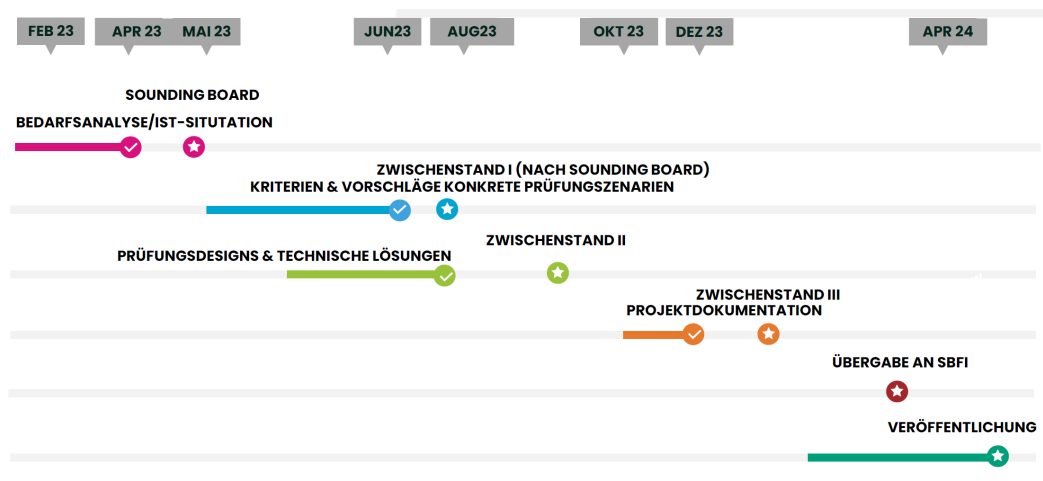 FEB 23
APR 23
MAI 23
JUN23
AUG23
OKT 23
DEZ 23
APR 24
SOUNDING BOARD
BEDARFSANALYSE/IST-SITUTATION
ZWISCHENSTAND I (NACH SOUNDING BOARD)
KRITERIEN & VORSCHLÄGE KONKRETE PRÜFUNGSZENARIEN
ZWISCHENSTAND II
PRÜFUNGSDESIGNS & TECHNISCHE LÖSUNGEN
ZWISCHENSTAND III
PROJEKTDOKUMENTATION
ÜBERGABE AN SBFI
VERÖFFENTLICHUNG